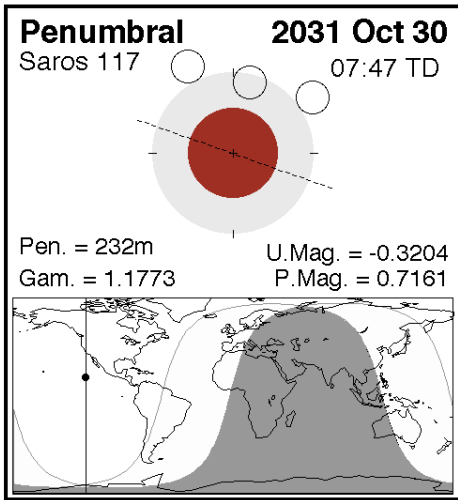 Penumbral 2031 Oct 30
Saros 117 07:47 TD
Pen. = 232m U.Mag. = -0.3204
Gam. = 1.1773 P.Mag. = 0.7161